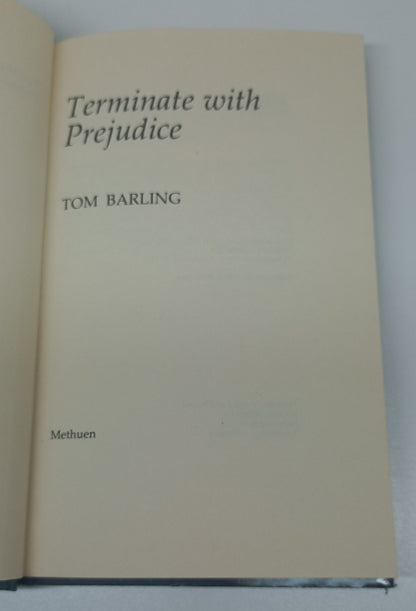 Terminate with
Prejudice
TOM BARLING
Methuen